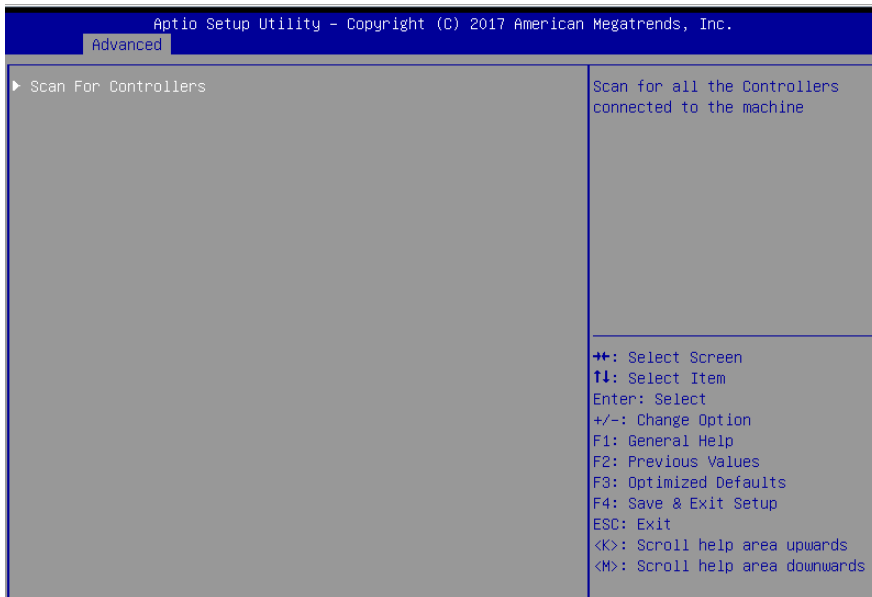 Aptio Setup Utility – Copyright (C) 2017 American Megatrends, Inc.
Advanced
▶ Scan For Controllers
Scan for all the Controllers
connected to the machine
→←: Select Screen
↑↓: Select Item
Enter: Select
+/-: Change Option
F1: General Help
F2: Previous Values
F3: Optimized Defaults
F4: Save & Exit Setup
ESC: Exit
<K>: Scroll help area upwards
<M>: Scroll help area downwards